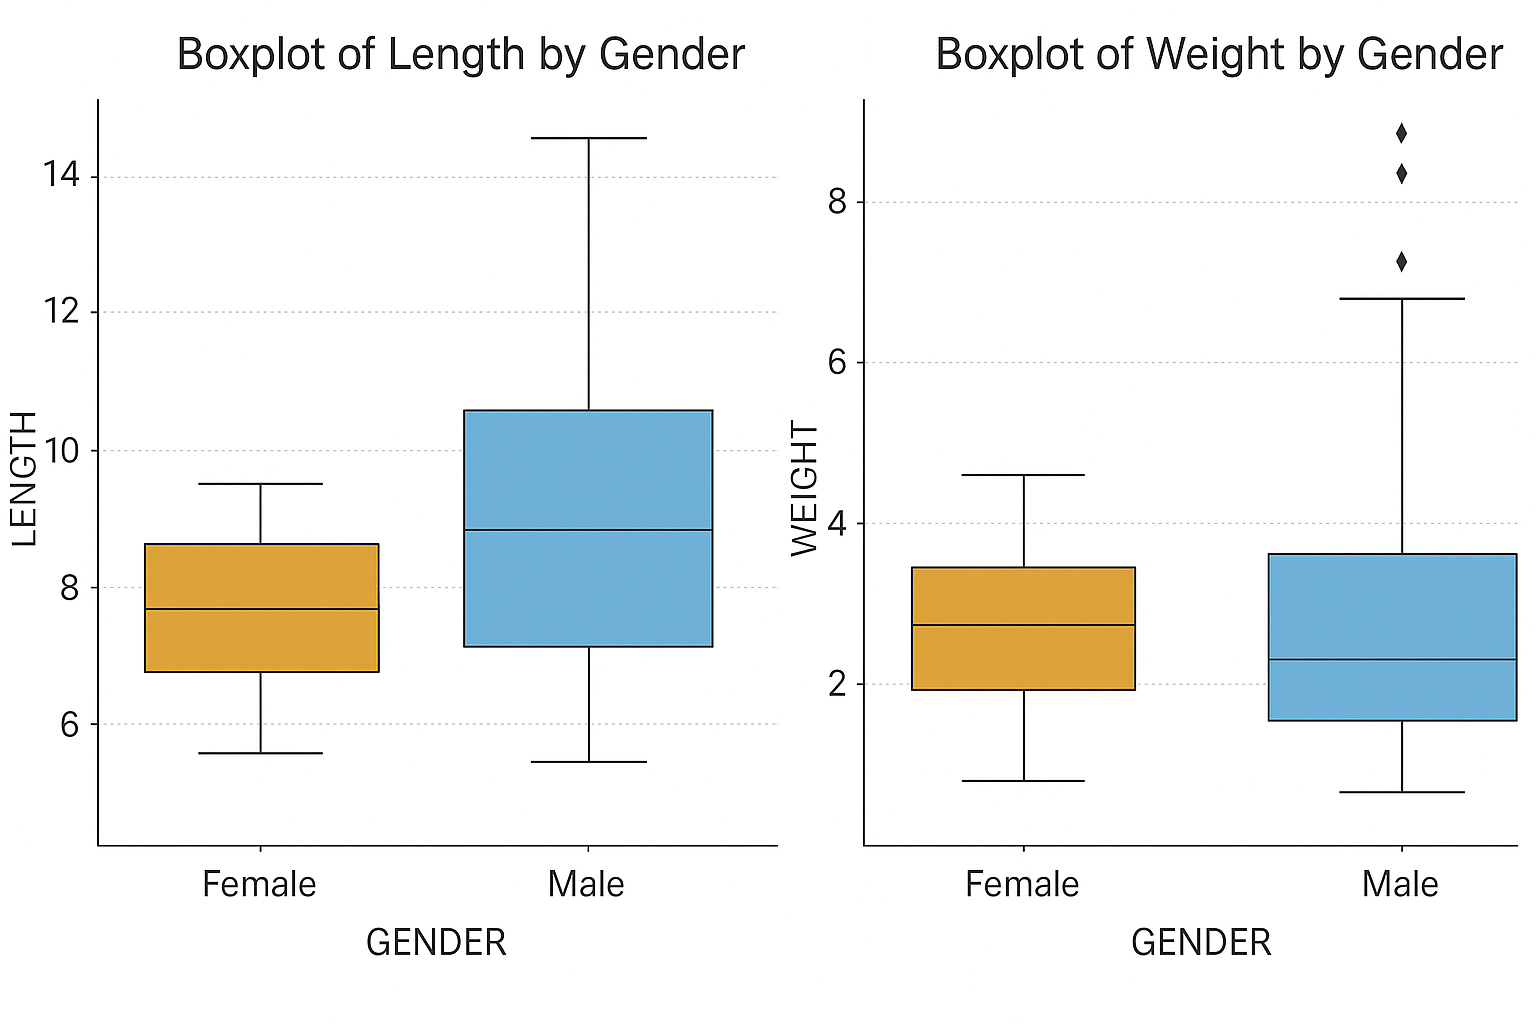 Boxplot of Length by Gender
LENGTH
14
12
10
8
6
Female Male
GENDER
Boxplot of Weight by Gender
WEIGHT
8
6
4
2
Female Male
GENDER